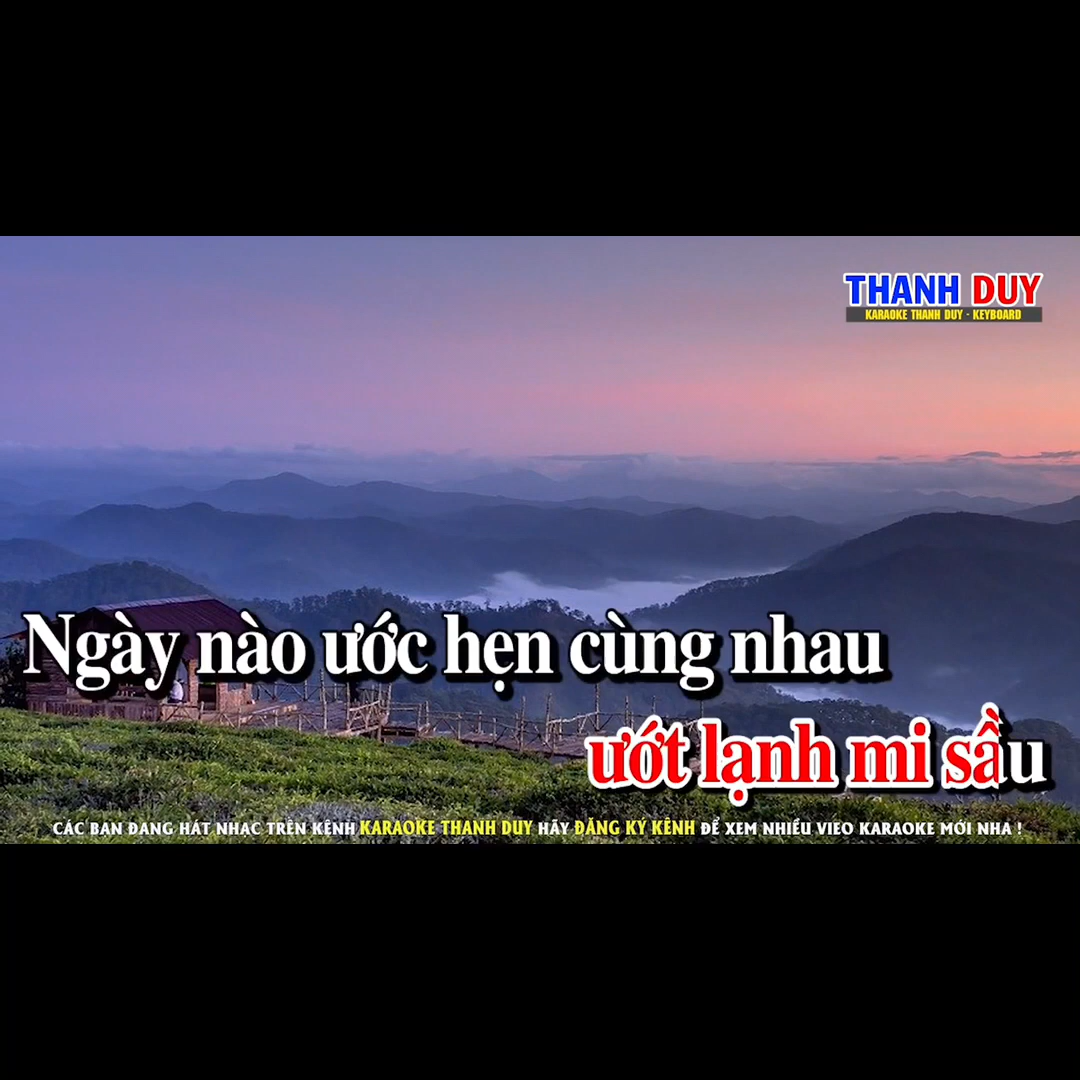 THANH DUY
KARAOKE THANH DUY - KEYBOARD
Ngày nào ước hẹn cùng nhau
ướt lạnh mi sầu
CÁC BẠN ĐANG HÁT NHẠC TRÊN KÊNH KARAOKE THANH DUY HÃY ĐĂNG KÝ KÊNH ĐỂ XEM NHIỀU VIEO KARAOKE MỚI NHA !